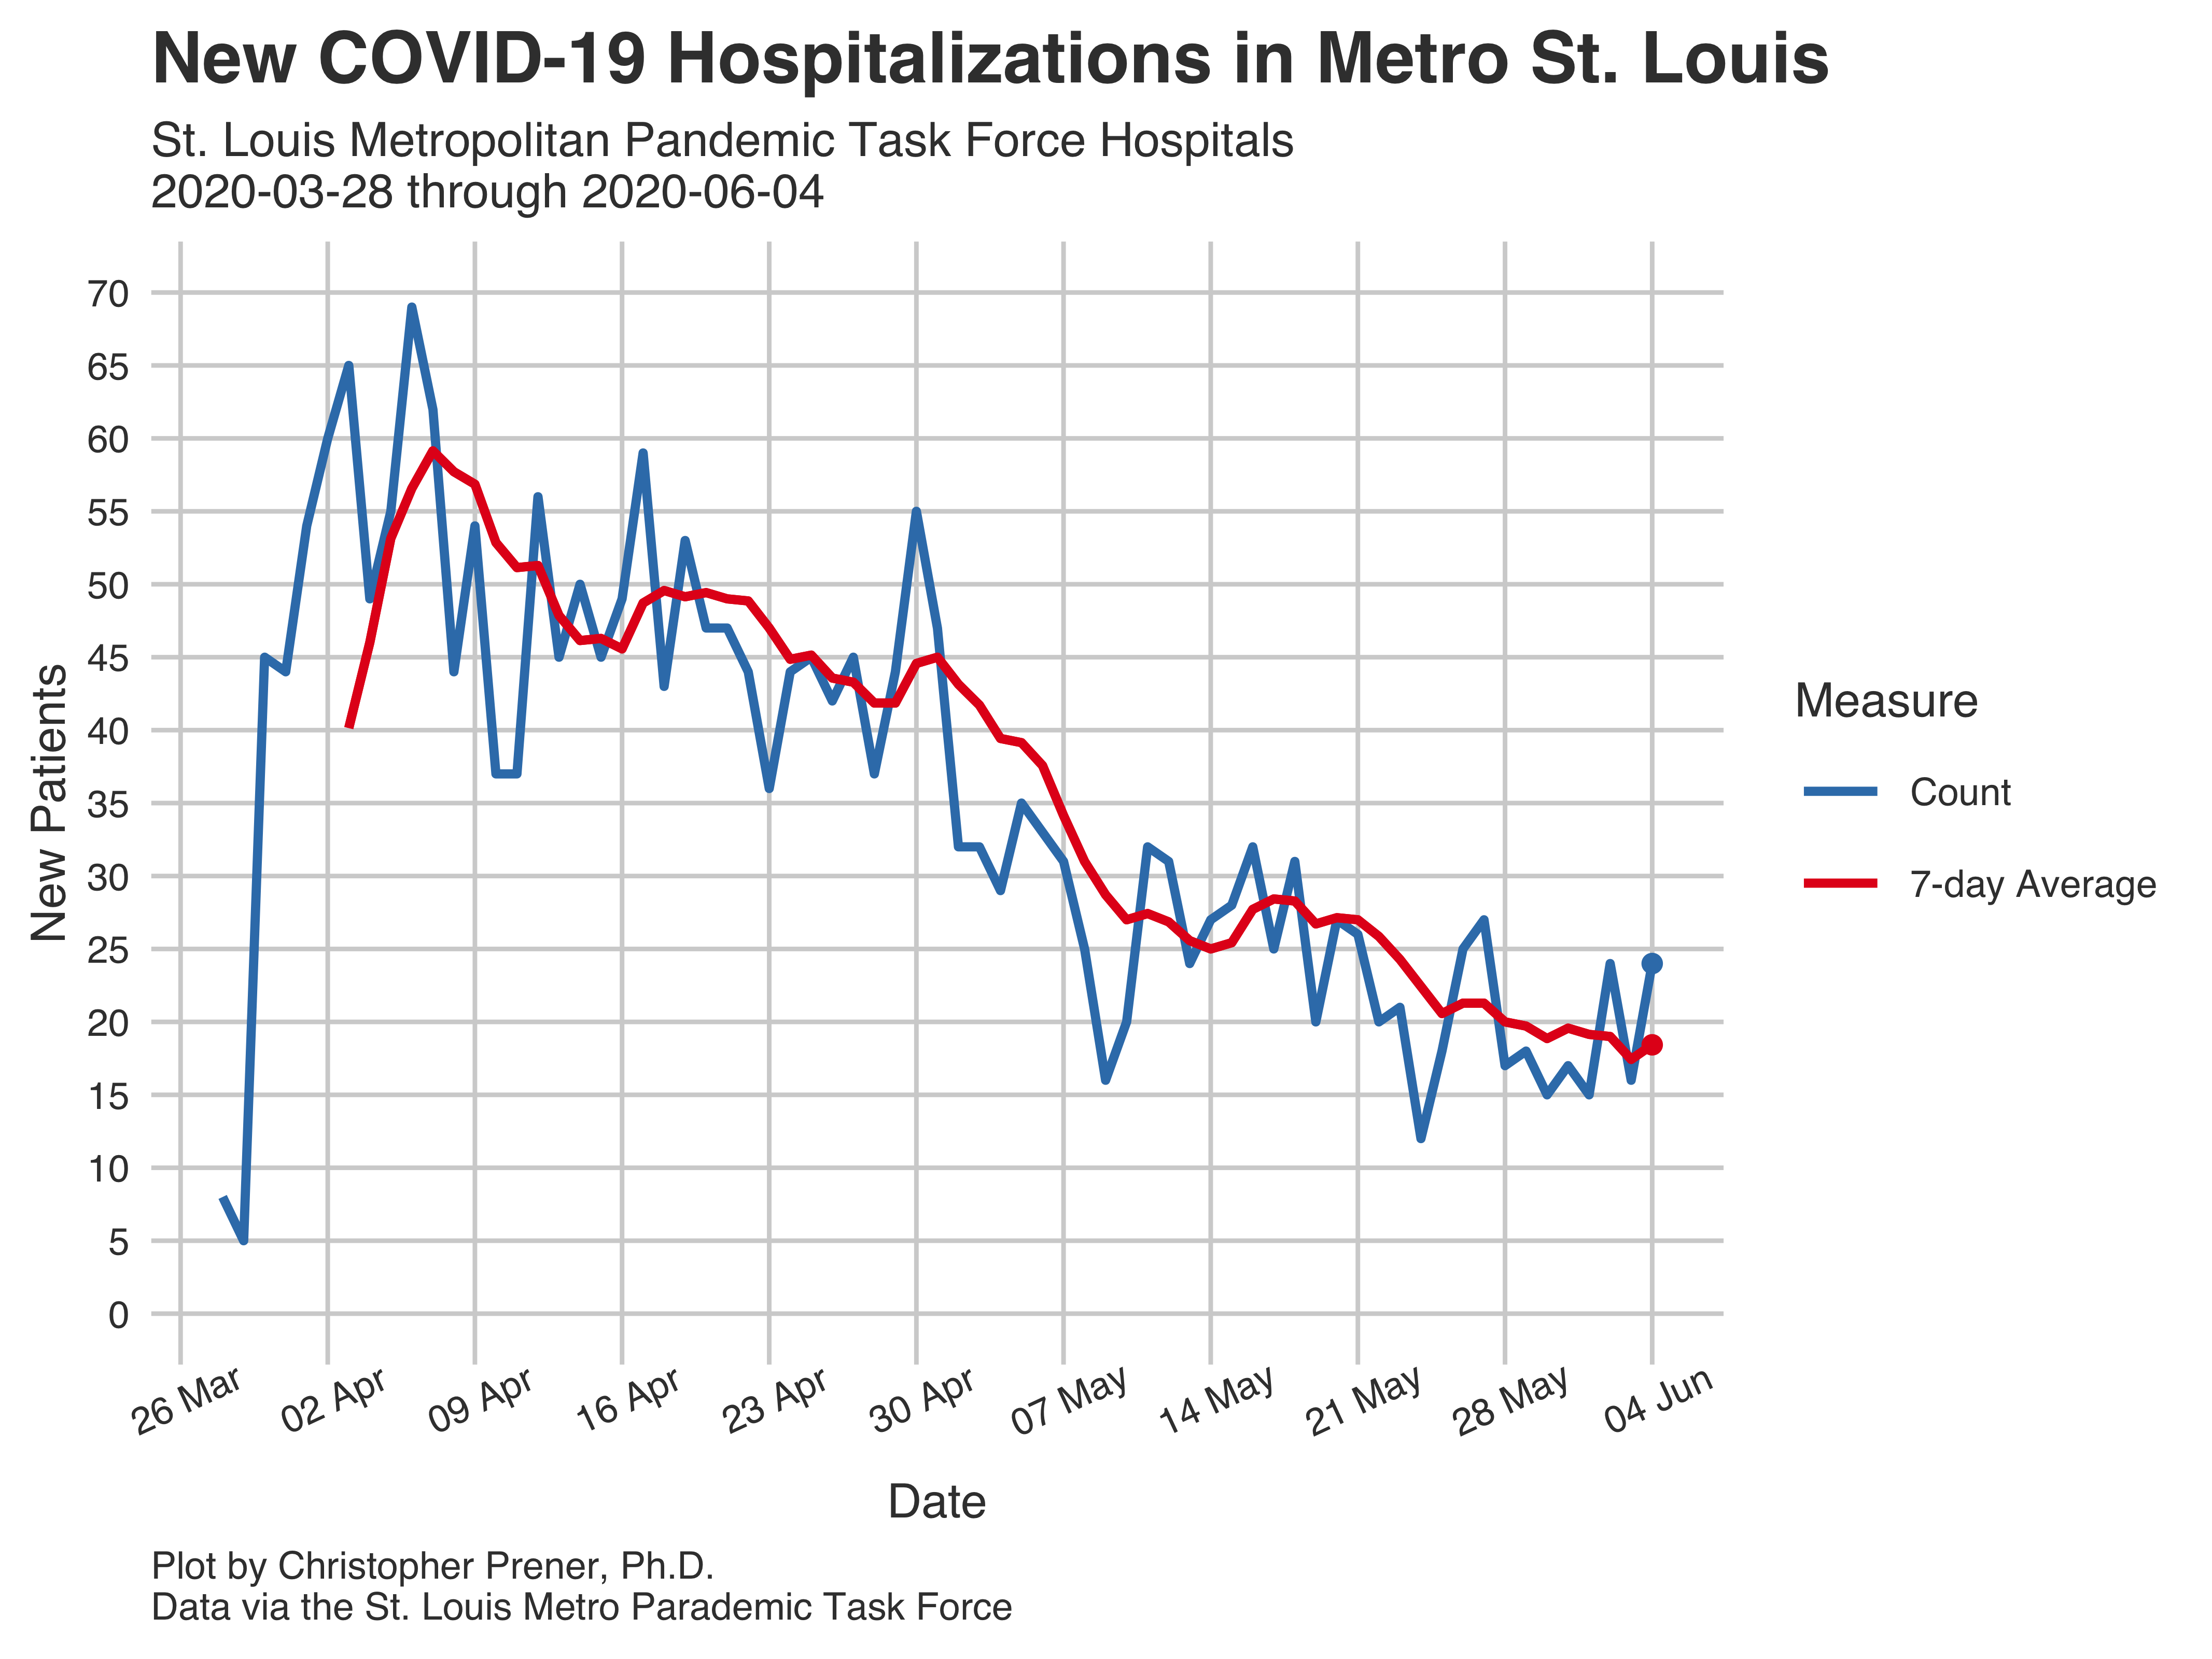 New COVID-19 Hospitalizations in Metro St. Louis
St. Louis Metropolitan Pandemic Task Force Hospitals
2020-03-28 through 2020-06-04
70
65
60
55
50
45
40
35
30
25
20
15
10
5
0
New Patients
26 Mar
02 Apr
09 Apr
16 Apr
23 Apr
30 Apr
07 May
14 May
21 May
28 May
04 Jun
Date
Measure
Count
7-day Average
Plot by Christopher Prener, Ph.D.
Data via the St. Louis Metro Parademic Task Force